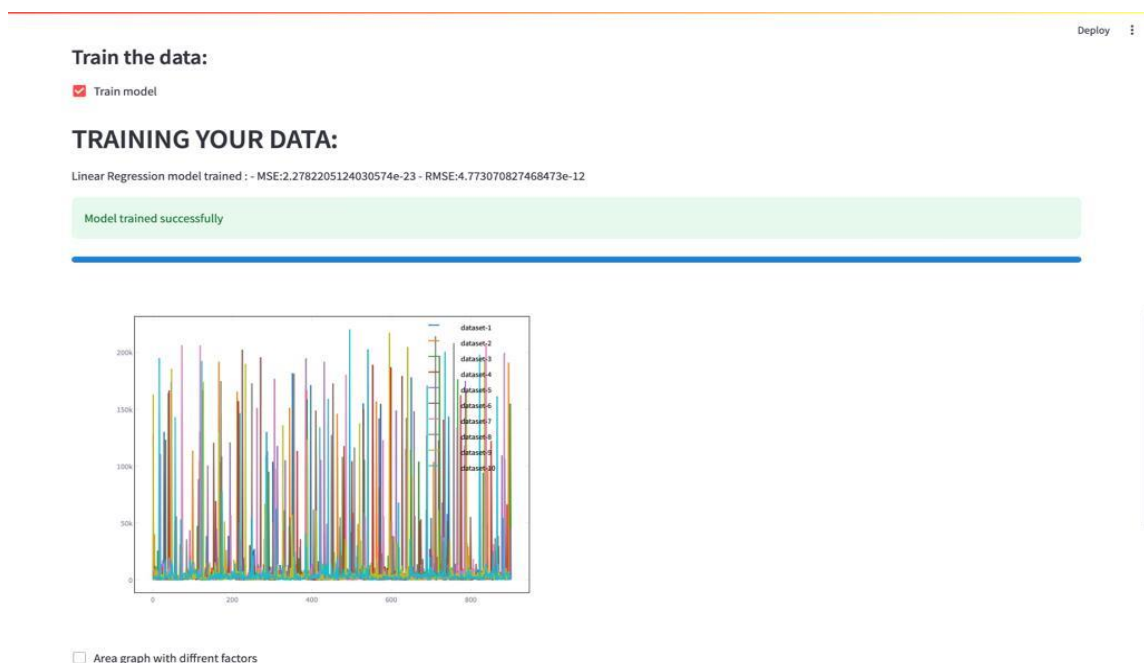 Deploy
Train the data:
Train model
TRAINING YOUR DATA:
Linear Regression model trained : - MSE:2.2782205124030574e-23 - RMSE:4.773070827468473e-12
Model trained successfully
dataset-1
dataset-2
dataset-3
dataset-4
dataset-5
dataset-6
dataset-7
dataset-8
dataset-9
dataset-10
200k
150k
100k
50k
0
0 200 400 600 800
Area graph with diffrent factors